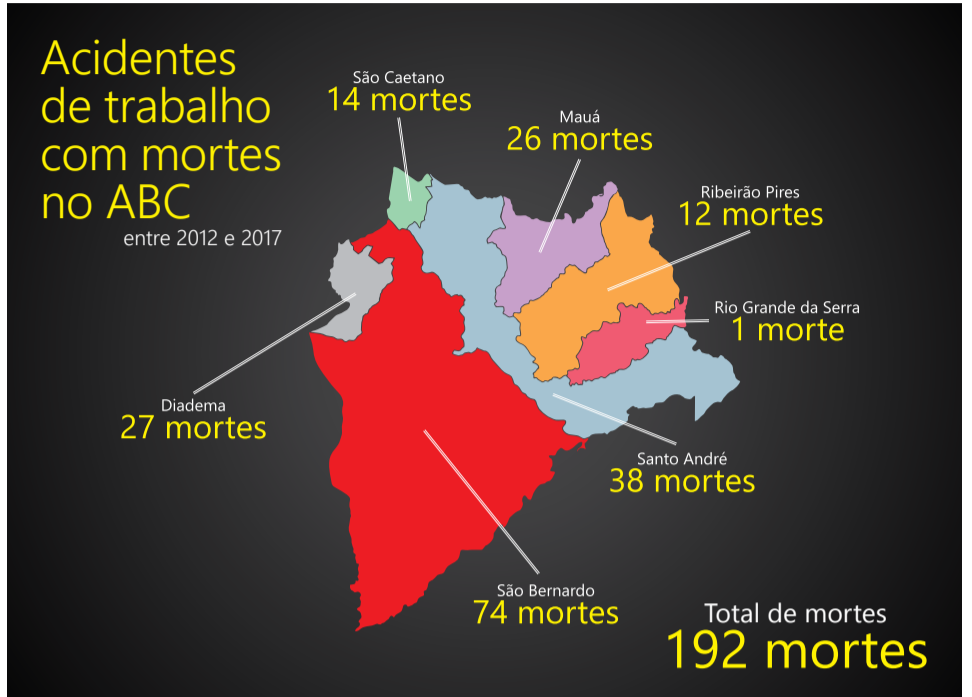 Acidentes
de trabalho
com mortes
no ABC
entre 2012 e 2017
São Caetano
14 mortes
Mauá
26 mortes
Ribeirão Pires
12 mortes
Rio Grande da Serra
1 morte
Diadema
27 mortes
Santo André
38 mortes
São Bernardo
74 mortes
Total de mortes
192 mortes